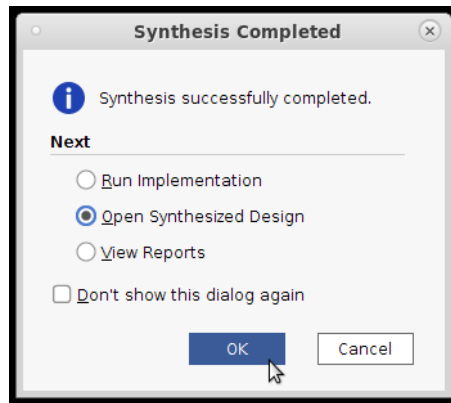 Synthesis Completed
Synthesis successfully completed.
Next
Run Implementation
Open Synthesized Design
View Reports
Don't show this dialog again
OK Cancel